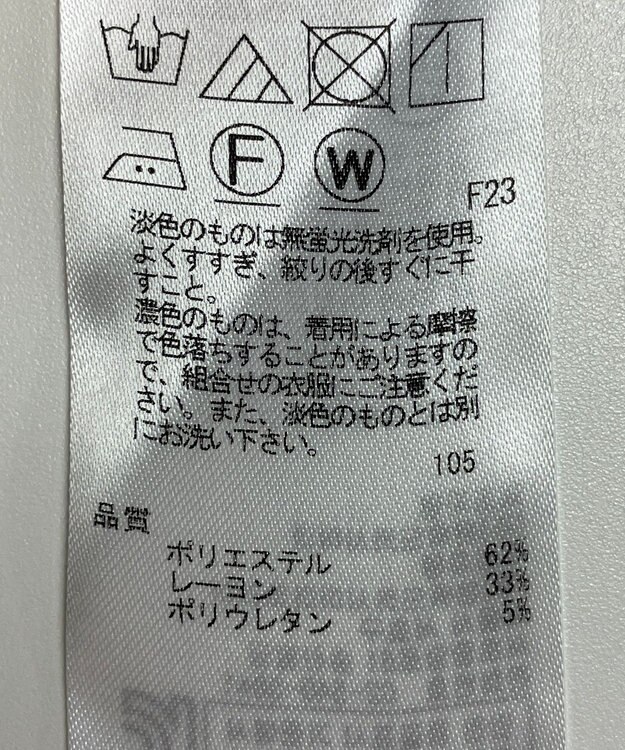 F
W
F23
淡色のものは無蛍光洗剤を使用。
よくすすぎ、絞りの後すぐに干
すこと。
濃色のものは、着用による摩擦
で色落ちすることがありますの
で、組合せの衣服にご注意くだ
さい。また、淡色のものとは別
にお洗い下さい。
105
品質
ポリエステル 62%
レーヨン 33%
ポリウレタン 5%